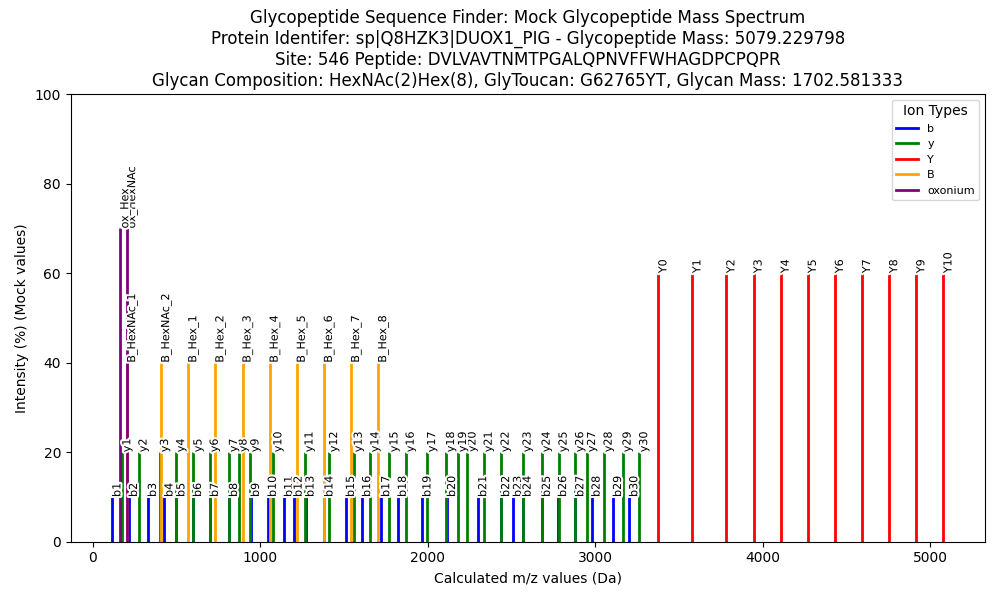 Glycopeptide Sequence Finder: Mock Glycopeptide Mass Spectrum
Protein Identifer: sp|Q8HZK3|DUOX1_PIG - Glycopeptide Mass: 5079.229798
Site: 546 Peptide: DVLVAVTNMTPGALQPNVFFWHAGDPCPQPR
Glycan Composition: HexNAc(2)Hex(8), GlyToucan: G62765YT, Glycan Mass: 1702.581333
Intensity (%) (Mock values)
100
80
60
40
20
0
Ion Types
b
y
Y
B
oxonium
ox_Hex
ox_HexNAc
B_HexNAc_1
B_HexNAc_2
B_Hex_1
B_Hex_2
B_Hex_3
B_Hex_4
B_Hex_5
B_Hex_6
B_Hex_7
B_Hex_8
Y0
Y1
Y2
Y3
Y4
Y5
Y6
Y7
Y8
Y9
Y10
y1
y2
y3
y4
y5
y6
y7
y8
y9
y10
y11
y12
y13
y14
y15
y16
y17
y18
y19
y20
y21
y22
y23
y24
y25
y26
y27
y28
y29
y30
b1
b2
b3
b4
b5
b6
b7
b8
b9
b10
b11
b12
b13
b14
b15
b16
b17
b18
b19
b20
b21
b22
b23
b24
b25
b26
b27
b28
b29
b30
0
1000
2000
3000
4000
5000
Calculated m/z values (Da)